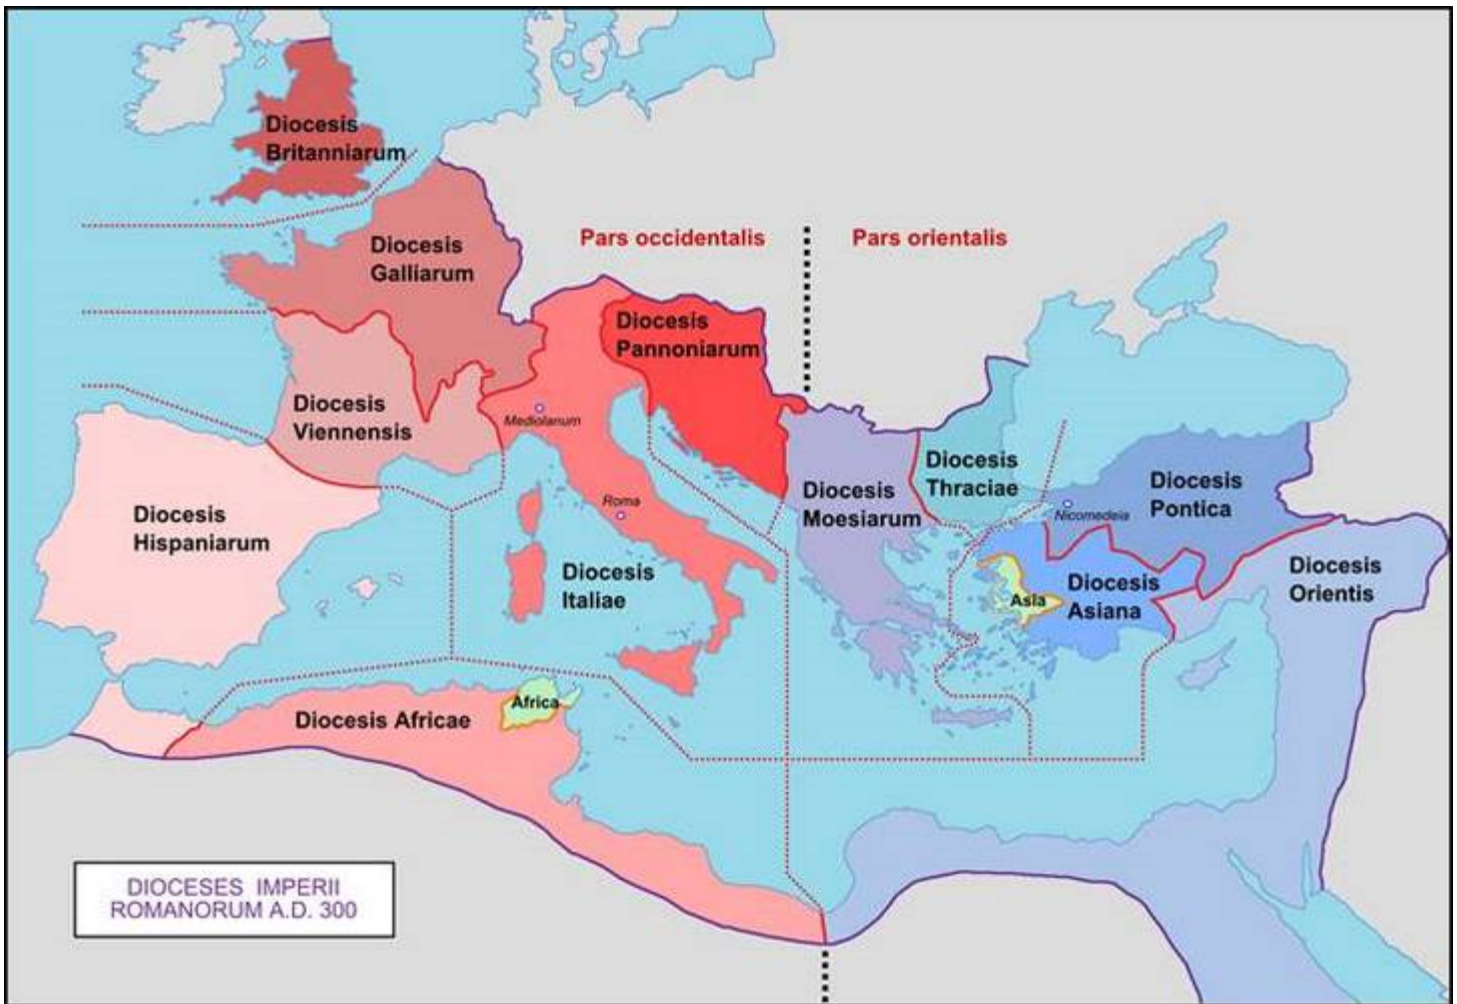 Diocesis
Britanniarum
Pars occidentalis
Pars orientalis
Diocesis
Galliarum
Diocesis
Pannoniarum
Diocesis
Viennensis
Mediolanum
Diocesis
Thraciae
Diocesis
Pontica
Nicomedeia
Diocesis
Moesiarum
Roma
Diocesis
Hispaniarum
Diocesis
Italiae
Diocesis
Orientis
Diocesis
Asiana
Asia
Africa
Diocesis Africae
DIOCESES IMPERII
ROMANORUM A.D. 300